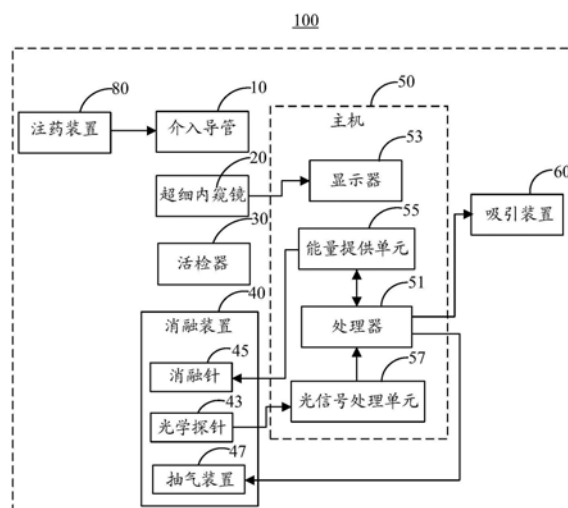 100
80
注药装置
10
介入导管
50
主机
20
超细内窥镜
53
显示器
60
吸引装置
30
活检器
55
能量提供单元
40
消融装置
51
处理器
45
消融针
57
光信号处理单元
43
光学探针
47
抽气装置